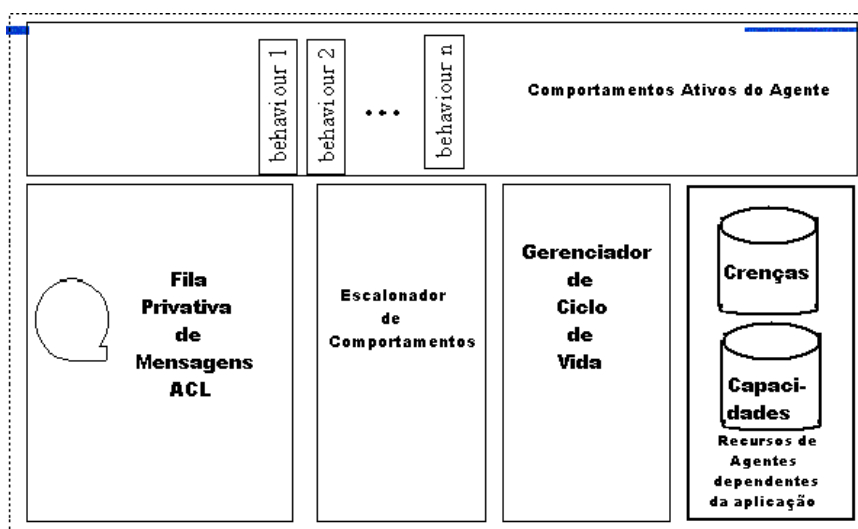 behaviour 1
behaviour 2
...
behaviour n
Comportamentos Ativos do Agente
Fila
Privativa
de
Mensagens
ACL
Escalonador
de
Comportamentos
Gerenciador
de
Ciclo
de
Vida
Crenças
Capaci-
dades
Recursos de
Agentes
dependentes
da aplicação